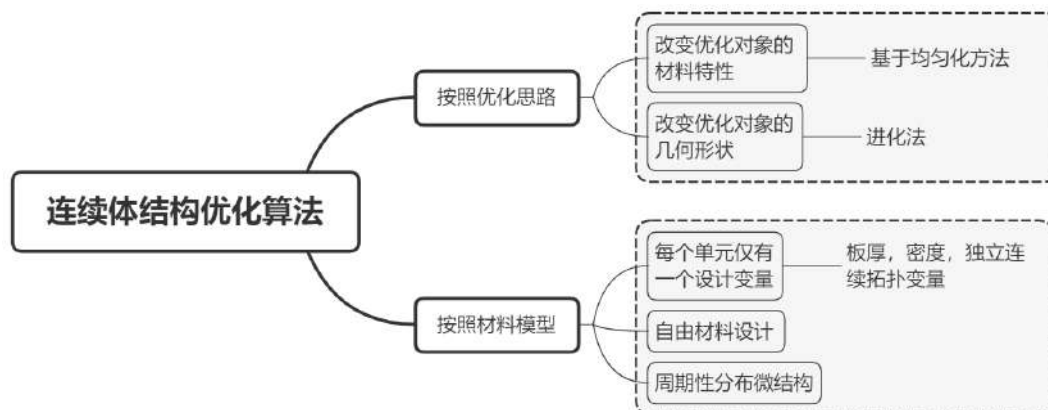 改变优化对象的
材料特性
基于均匀化方法
按照优化思路
改变优化对象的
几何形状
进化法
连续体结构优化算法
每个单元仅有
一个设计变量
板厚，密度，独立连
续拓扑变量
按照材料模型
自由材料设计
周期性分布微结构